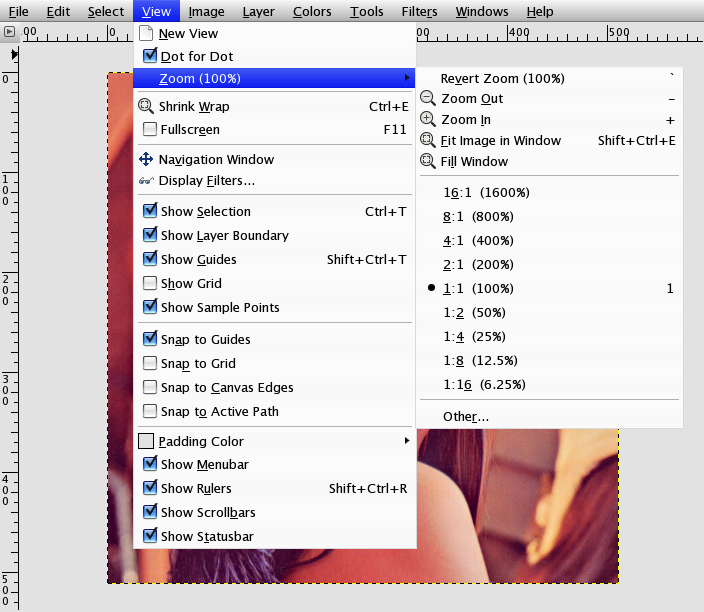 File Edit Select View Image Layer Colors Tools Filters Windows Help
00 0 00 400 500
New View
Dot for Dot
Zoom (100%)
Shrink Wrap Ctrl+E
Fullscreen F11
Navigation Window
Display Filters...
Show Selection Ctrl+T
Show Layer Boundary
Show Guides Shift+Ctrl+T
Show Grid
Show Sample Points
Snap to Guides
Snap to Grid
Snap to Canvas Edges
Snap to Active Path
Padding Color
Show Menubar
Show Rulers Shift+Ctrl+R
Show Scrollbars
Show Statusbar
Revert Zoom (100%) `
Zoom Out -
Zoom In +
Fit Image in Window Shift+Ctrl+E
Fill Window
16:1 (1600%)
8:1 (800%)
4:1 (400%)
2:1 (200%)
1:1 (100%) 1
1:2 (50%)
1:4 (25%)
1:8 (12.5%)
1:16 (6.25%)
Other...
0
100
200
300
400
500